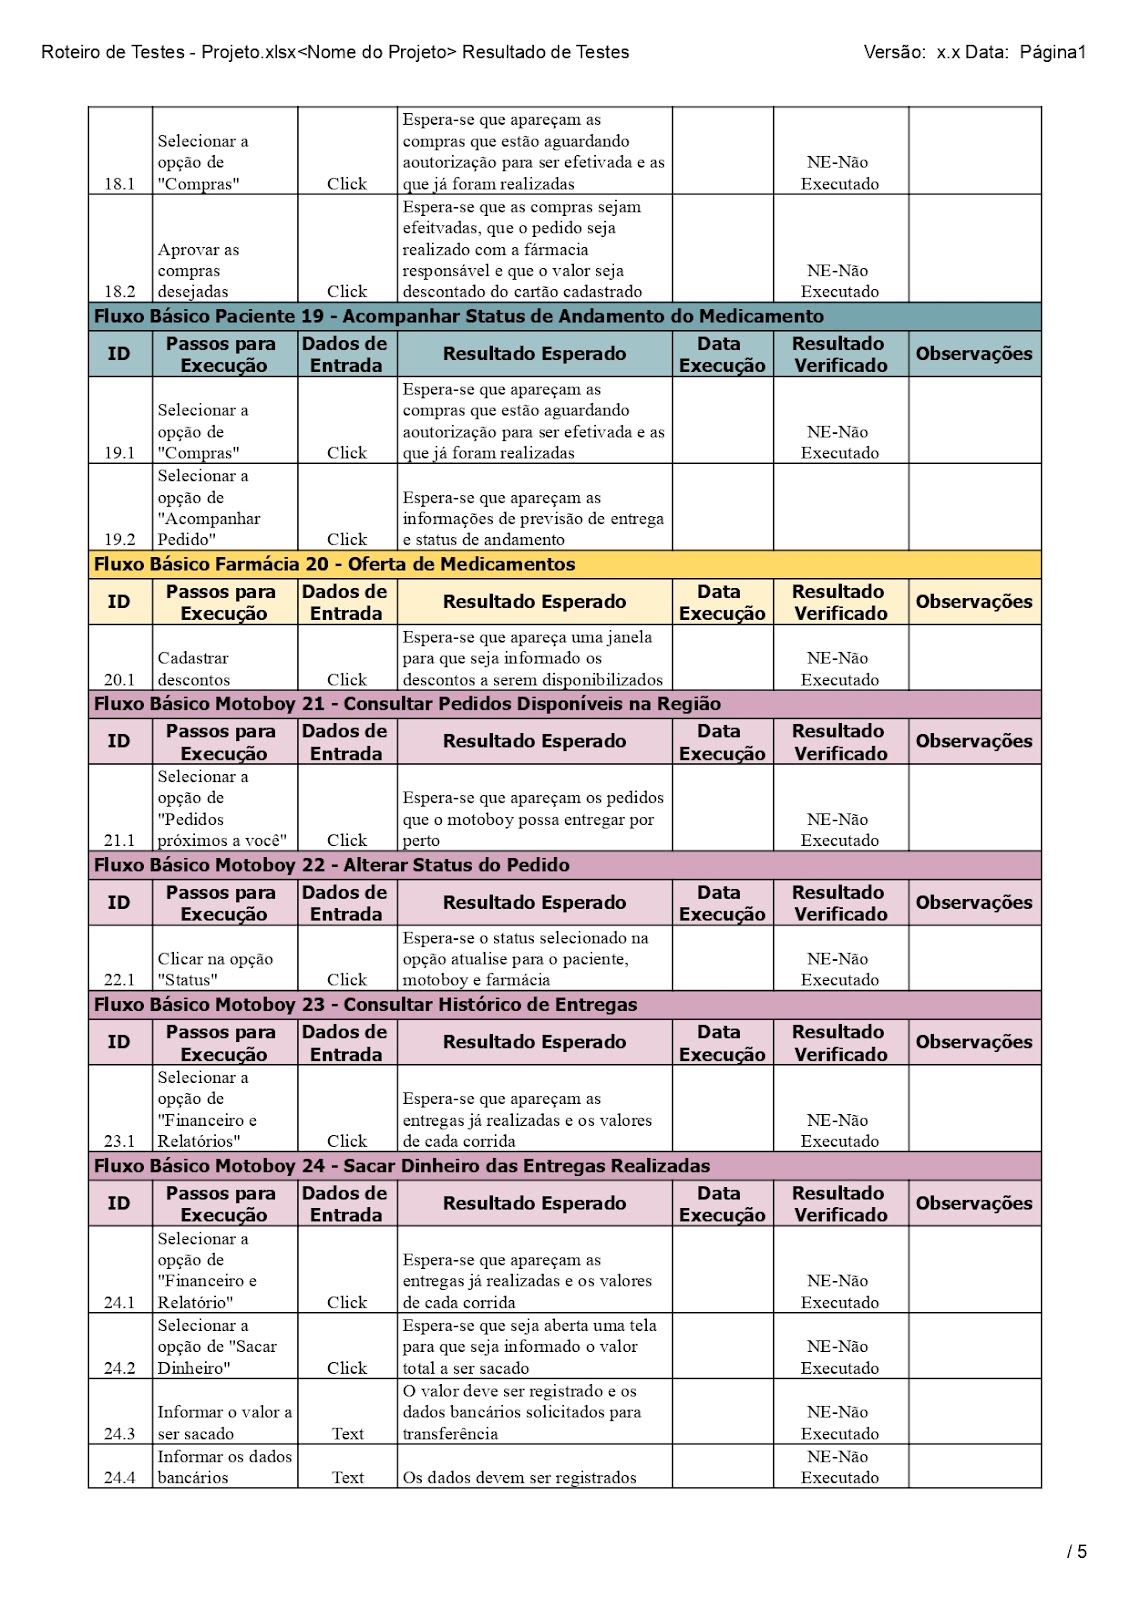 Roteiro de Testes - Projeto.xlsx<Nome do Projeto> Resultado de Testes Versão: x.x Data: Página1
18.1
Selecionar a
opção de
"Compras"
Click
Espera-se que apareçam as
compras que estão aguardando
aoutorização para ser efetivada e as
que já foram realizadas
NE-Não
Executado
18.2
Aprovar as
compras
desejadas
Click
Espera-se que as compras sejam
efeitvadas, que o pedido seja
realizado com a fármacia
responsável e que o valor seja
descontado do cartão cadastrado
NE-Não
Executado
Fluxo Básico Paciente 19 - Acompanhar Status de Andamento do Medicamento
ID
Passos para
Execução
Dados de
Entrada
Resultado Esperado
Data
Execução
Resultado
Verificado
Observações
19.1
Selecionar a
opção de
"Compras"
Click
Espera-se que apareçam as
compras que estão aguardando
aoutorização para ser efetivada e as
que já foram realizadas
NE-Não
Executado
19.2
Selecionar a
opção de
"Acompanhar
Pedido"
Click
Espera-se que apareçam as
informações de previsão de entrega
e status de andamento
Fluxo Básico Farmácia 20 - Oferta de Medicamentos
ID
Passos para
Execução
Dados de
Entrada
Resultado Esperado
Data
Execução
Resultado
Verificado
Observações
20.1
Cadastrar
descontos
Click
Espera-se que apareça uma janela
para que seja informado os
descontos a serem disponibilizados
NE-Não
Executado
Fluxo Básico Motoboy 21 - Consultar Pedidos Disponíveis na Região
ID
Passos para
Execução
Dados de
Entrada
Resultado Esperado
Data
Execução
Resultado
Verificado
Observações
21.1
Selecionar a
opção de
"Pedidos
próximos a você"
Click
Espera-se que apareçam os pedidos
que o motoboy possa entregar por
perto
NE-Não
Executado
Fluxo Básico Motoboy 22 - Alterar Status do Pedido
ID
Passos para
Execução
Dados de
Entrada
Resultado Esperado
Data
Execução
Resultado
Verificado
Observações
22.1
Clicar na opção
"Status"
Click
Espera-se o status selecionado na
opção atualise para o paciente,
motoboy e farmácia
NE-Não
Executado
Fluxo Básico Motoboy 23 - Consultar Histórico de Entregas
ID
Passos para
Execução
Dados de
Entrada
Resultado Esperado
Data
Execução
Resultado
Verificado
Observações
23.1
Selecionar a
opção de
"Financeiro e
Relatórios"
Click
Espera-se que apareçam as
entregas já realizadas e os valores
de cada corrida
NE-Não
Executado
Fluxo Básico Motoboy 24 - Sacar Dinheiro das Entregas Realizadas
ID
Passos para
Execução
Dados de
Entrada
Resultado Esperado
Data
Execução
Resultado
Verificado
Observações
24.1
Selecionar a
opção de
"Financeiro e
Relatório"
Click
Espera-se que apareçam as
entregas já realizadas e os valores
de cada corrida
NE-Não
Executado
24.2
Selecionar a
opção de "Sacar
Dinheiro"
Click
Espera-se que seja aberta uma tela
para que seja informado o valor
total a ser sacado
NE-Não
Executado
24.3
Informar o valor a
ser sacado
Text
O valor deve ser registrado e os
dados bancários solicitados para
transferência
NE-Não
Executado
24.4
Informar os dados
bancários
Text
Os dados devem ser registrados
NE-Não
Executado
/ 5